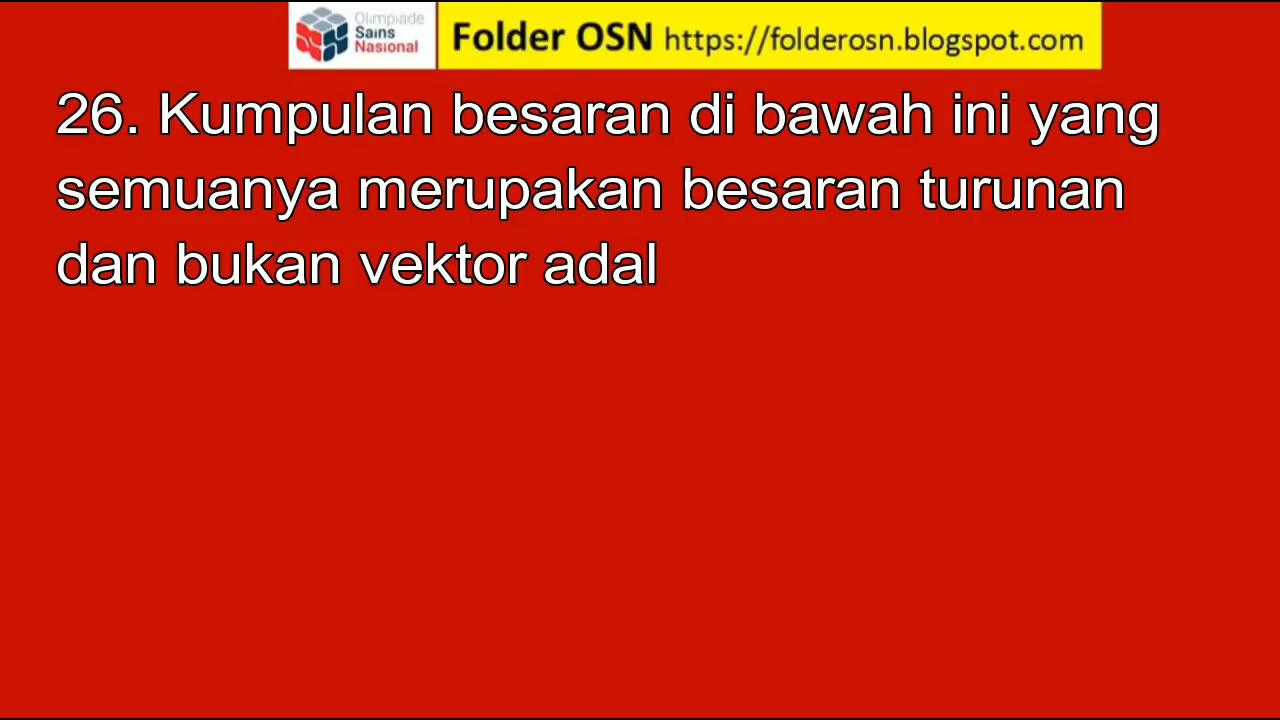 Olimpiade
Sains
Nasional
Folder OSN https://folderosn.blogspot.com
26. Kumpulan besaran di bawah ini yang
semuanya merupakan besaran turunan
dan bukan vektor adal